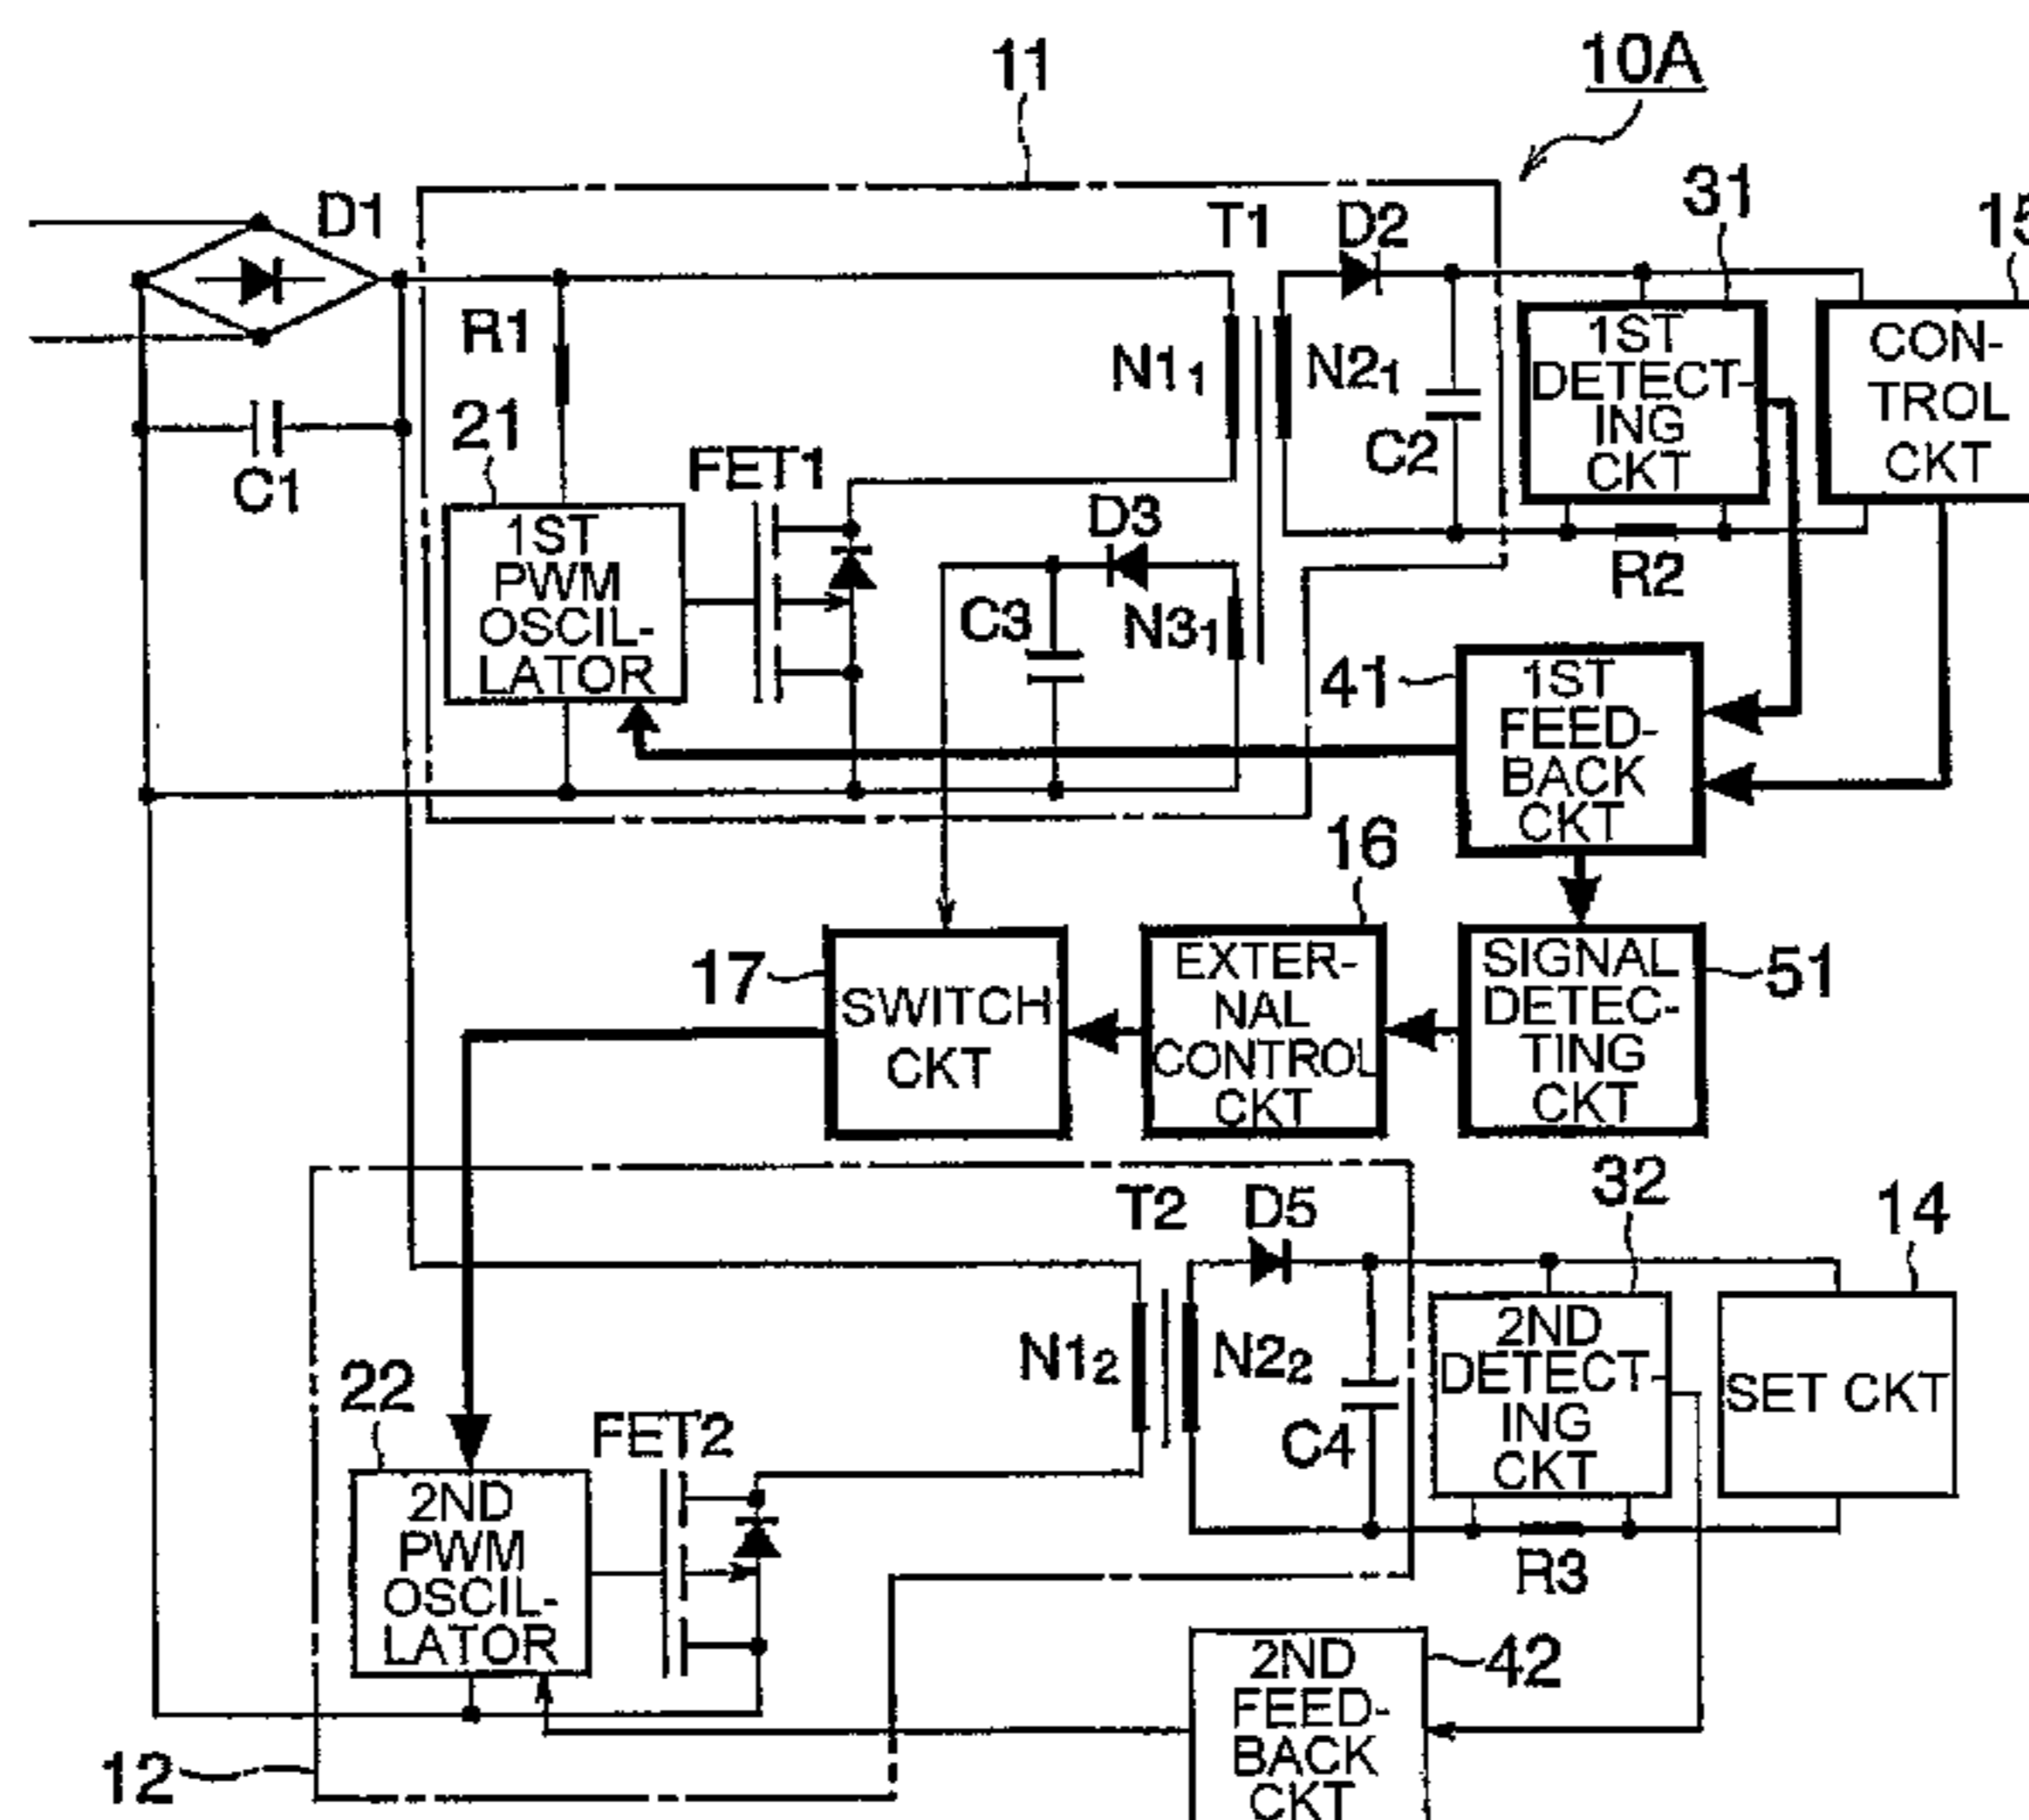 11
10A
D1
T1
D2
31
15
R1
N1₁
N2₁
C2
1ST
DETECT-
ING
CKT
CON-
TROL
CKT
21
C1
FET1
D3
R2
1ST
PWM
OSCIL-
LATOR
C3
N3₁
41
1ST
FEED-
BACK
CKT
16
17
SWITCH
CKT
EXTER-
NAL
CONTROL
CKT
SIGNAL
DETEC-
TING
CKT
51
T2
D5
32
14
N1₂
N2₂
C4
2ND
DETECT-
ING
CKT
SET CKT
22
FET2
R3
2ND
PWM
OSCIL-
LATOR
42
2ND
FEED-
BACK
CKT
12